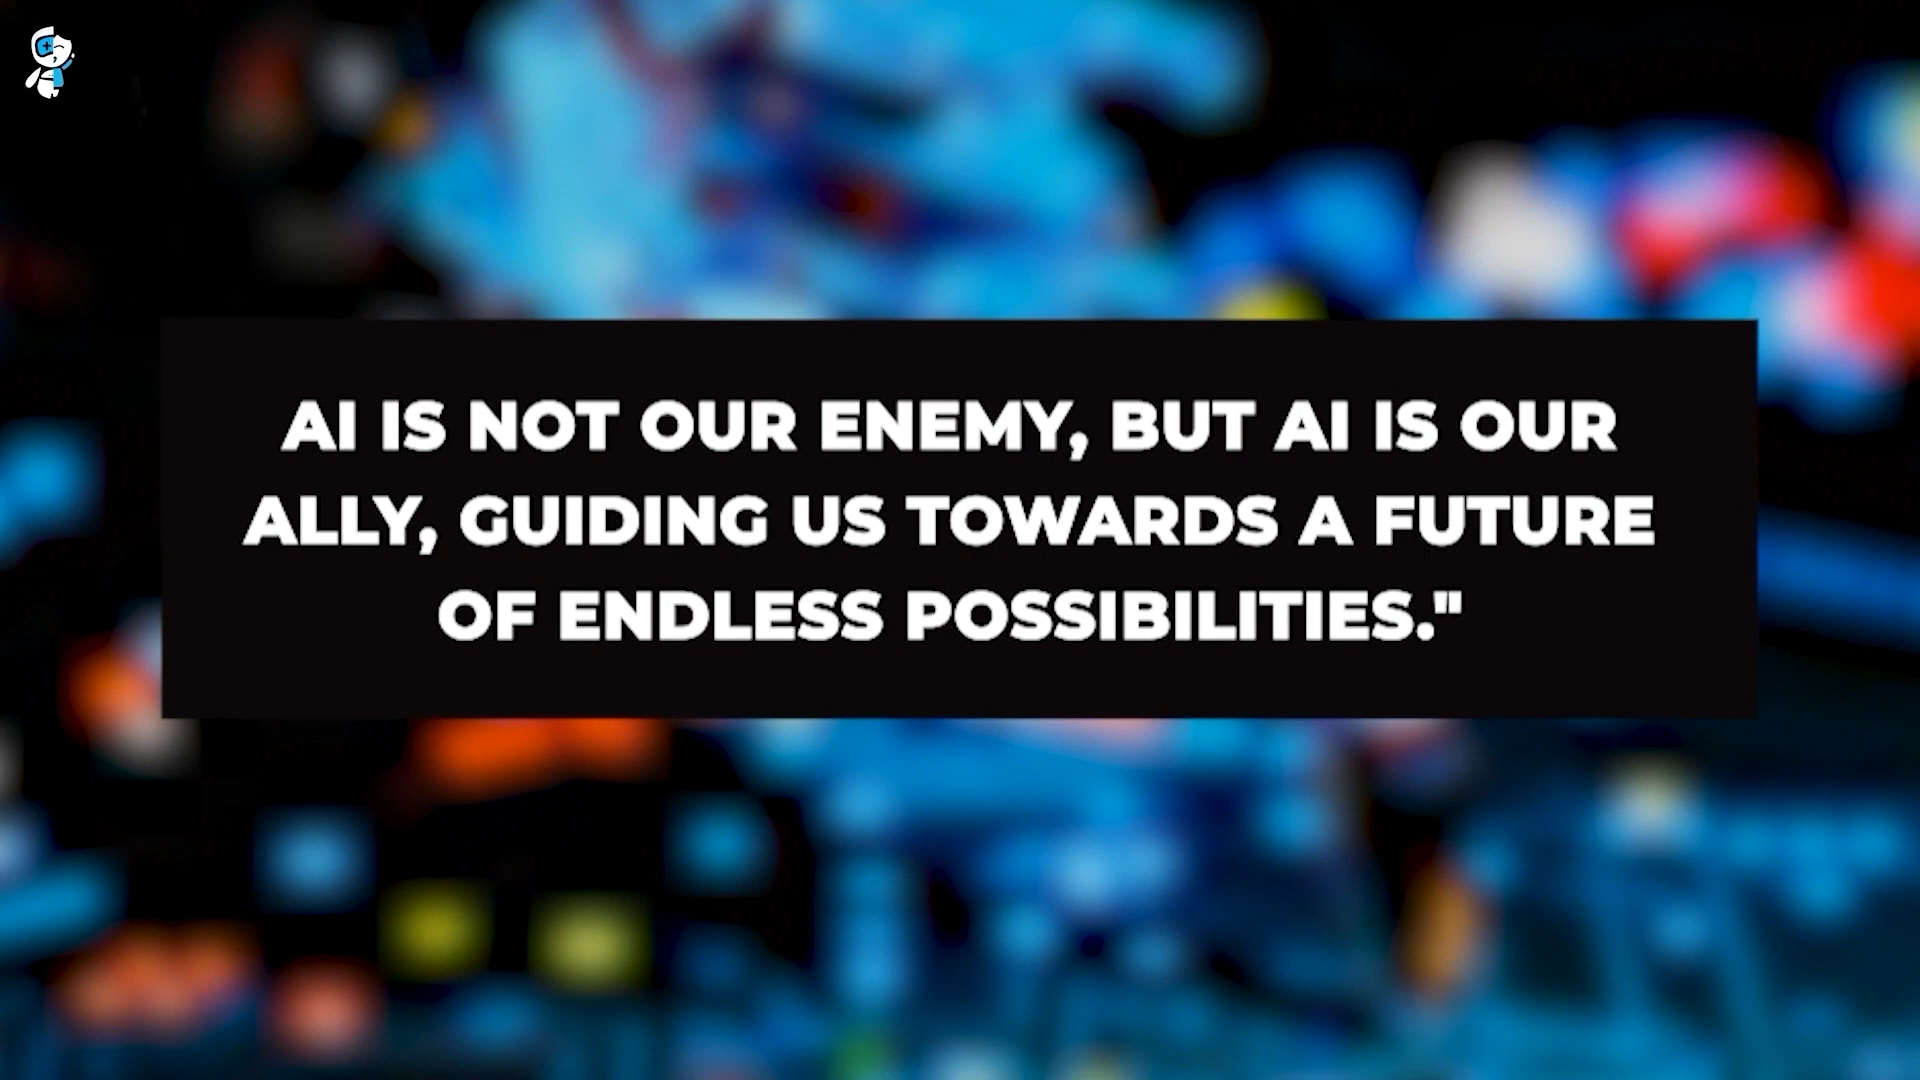 AI IS NOT OUR ENEMY, BUT AI IS OUR
ALLY, GUIDING US TOWARDS A FUTURE
OF ENDLESS POSSIBILITIES."